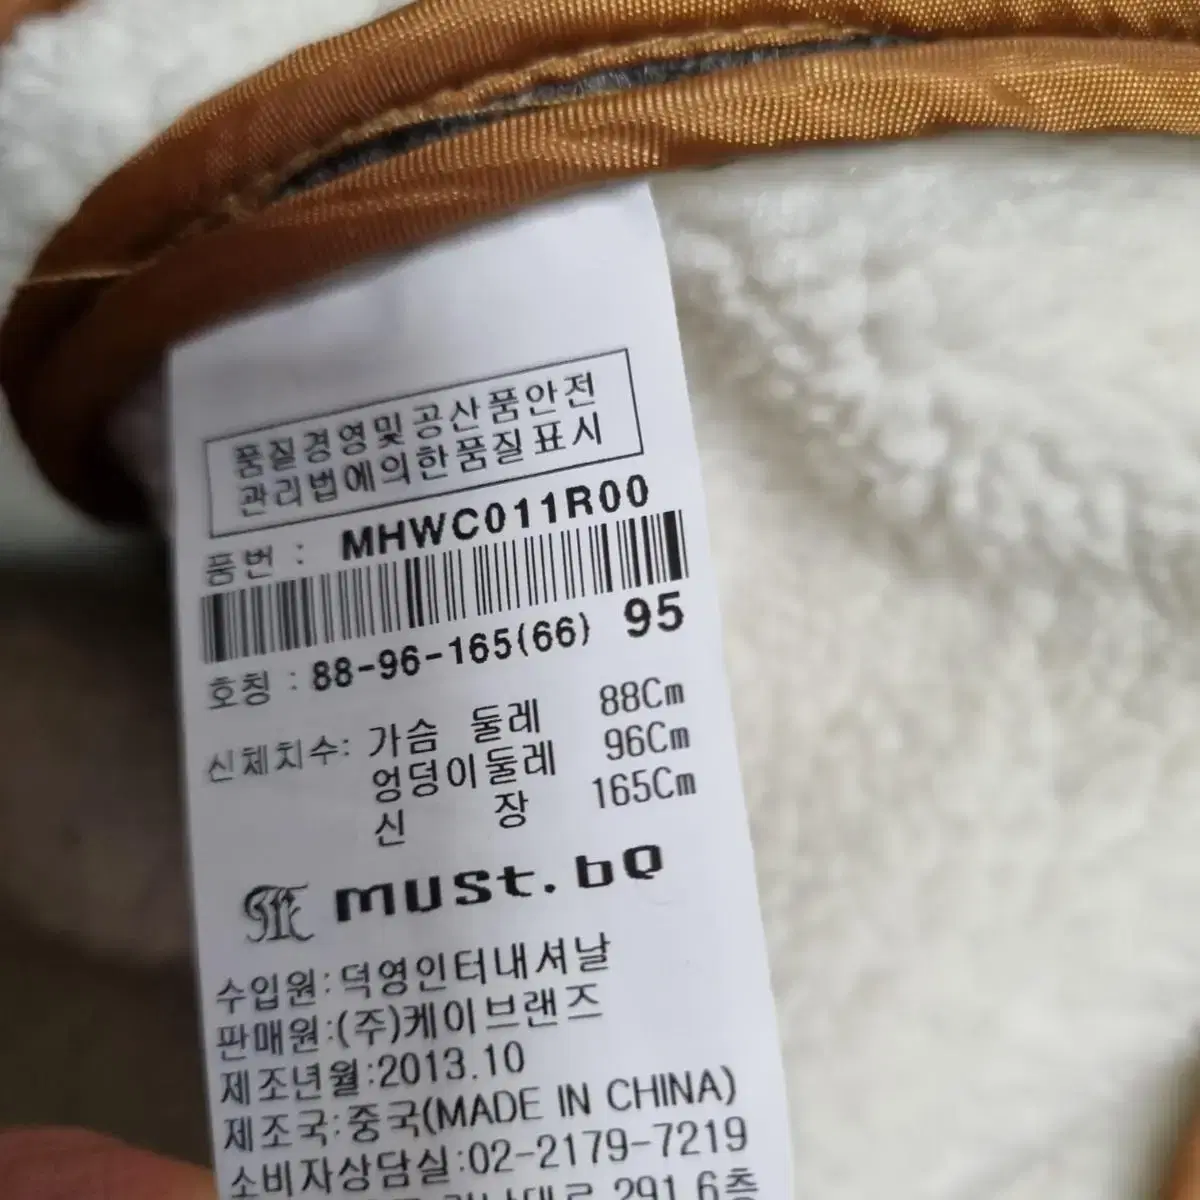 품질경영및공산품안전
관리법에의한품질표시
품번 : MHWC011R00
호칭 : 88-96-165(66) 95
신체치수: 가슴 둘레 88Cm
엉덩이둘레 96Cm
신 장 165Cm
must.be
수입원:덕영인터내셔날
판매원:(주)케이브랜즈
제조년월:2013.10
제조국:중국(MADE IN CHINA)
소비자상담실:02-2179-7219
291 6층